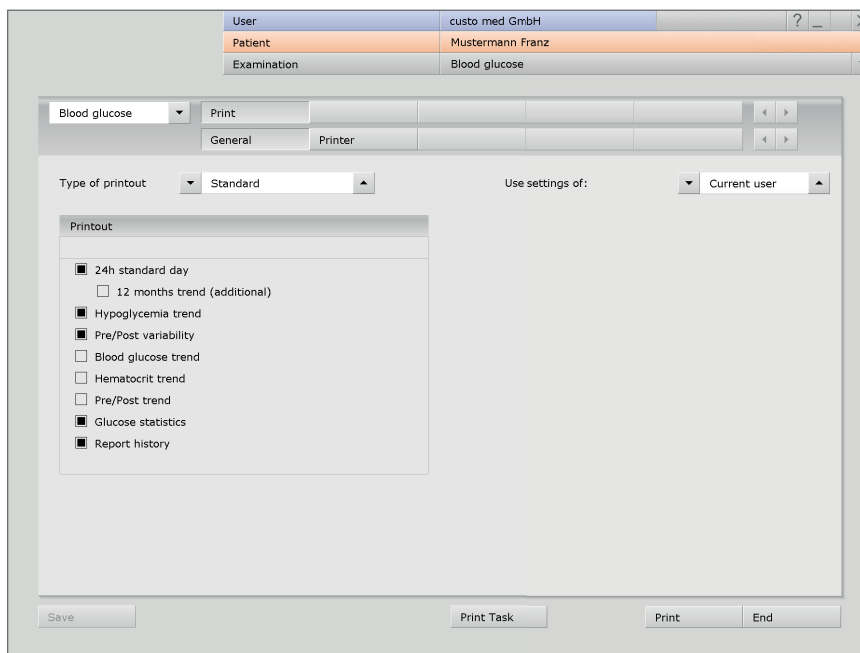 User custo med GmbH ? _
Patient Mustermann Franz
Examination Blood glucose
Blood glucose Print
General Printer
Type of printout Standard Use settings of: Current user
Printout
24h standard day
12 months trend (additional)
Hypoglycemia trend
Pre/Post variability
Blood glucose trend
Hematocrit trend
Pre/Post trend
Glucose statistics
Report history
Save Print Task Print End